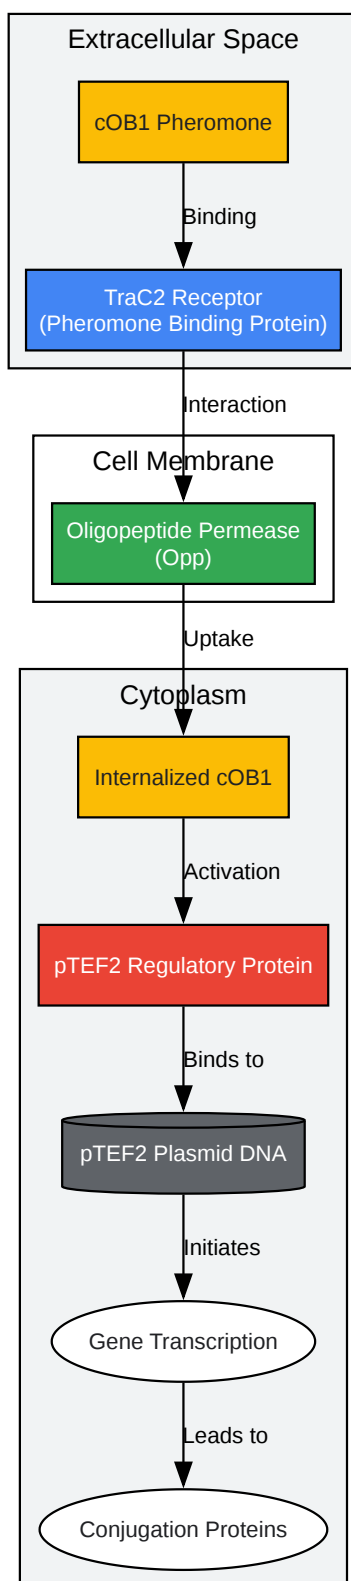 Extracellular Space
cOB1 Pheromone
Binding
TraC2 Receptor
(Pheromone Binding Protein)
Interaction
Cell Membrane
Oligopeptide Permease
(Opp)
Uptake
Cytoplasm
Internalized cOB1
Activation
pTEF2 Regulatory Protein
Binds to
pTEF2 Plasmid DNA
Initiates
Gene Transcription
Leads to
Conjugation Proteins